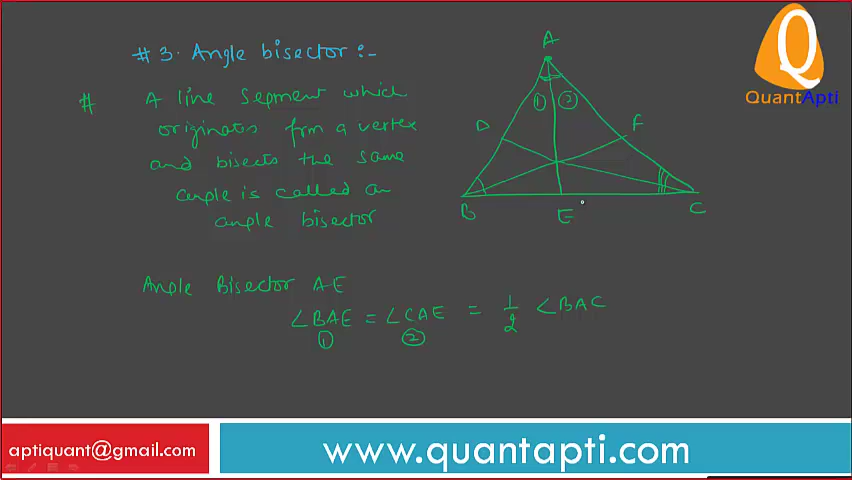 # 3. Angle bisector :-
# A line segment which
originates from a vertex
and bisects the same
angle is called an
angle bisector
A
① ②
D
F
B
E
C
Q
QuantApti
Angle Bisector AE
∠BAE = ∠CAE = 1/2 ∠BAC
① ②
aptiquant@gmail.com
www.quantapti.com